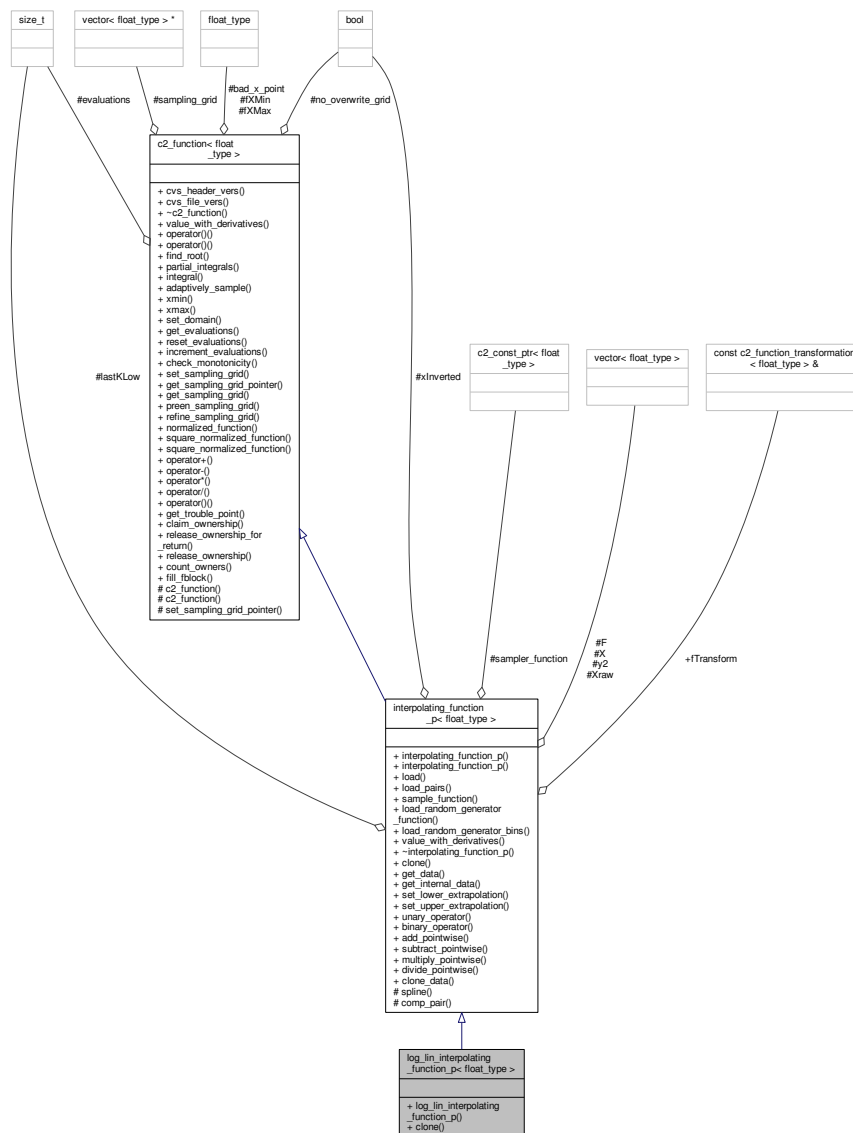 size_t
vector< float_type > *
float_type
bool
#evaluations
#sampling_grid
#bad_x_point
#fXMin
#fXMax
#no_overwrite_grid
c2_function< float
_type >
+ cvs_header_vers()
+ cvs_file_vers()
+ ~c2_function()
+ value_with_derivatives()
+ operator()()
+ operator()()
+ find_root()
+ partial_integrals()
+ integral()
+ adaptively_sample()
+ xmin()
+ xmax()
+ set_domain()
+ get_evaluations()
+ reset_evaluations()
+ increment_evaluations()
+ check_monotonicity()
+ set_sampling_grid()
+ get_sampling_grid_pointer()
+ get_sampling_grid()
+ preen_sampling_grid()
+ refine_sampling_grid()
+ normalized_function()
+ square_normalized_function()
+ square_normalized_function()
+ operator+()
+ operator-()
+ operator*()
+ operator/()
+ operator()()
+ get_trouble_point()
+ claim_ownership()
+ release_ownership_for
_return()
+ release_ownership()
+ count_owners()
+ fill_fblock()
# c2_function()
# c2_function()
# set_sampling_grid_pointer()
#lastKLow
#xInverted
c2_const_ptr< float
_type >
vector< float_type >
const c2_function_transformation
< float_type > &
#sampler_function
#F
#X
#y2
#Xraw
+fTransform
interpolating_function
_p< float_type >
+ interpolating_function_p()
+ interpolating_function_p()
+ load()
+ load_pairs()
+ sample_function()
+ load_random_generator
_function()
+ load_random_generator_bins()
+ value_with_derivatives()
+ ~interpolating_function_p()
+ clone()
+ get_data()
+ get_internal_data()
+ set_lower_extrapolation()
+ set_upper_extrapolation()
+ unary_operator()
+ binary_operator()
+ add_pointwise()
+ subtract_pointwise()
+ multiply_pointwise()
+ divide_pointwise()
+ clone_data()
# spline()
# comp_pair()
log_lin_interpolating
_function_p< float_type >
+ log_lin_interpolating
_function_p()
+ clone()